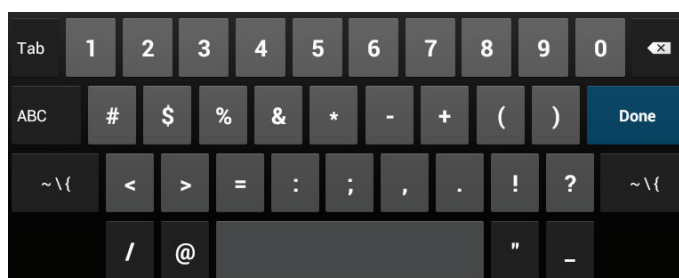 Tab 1 2 3 4 5 6 7 8 9 0
ABC # $ % & * - + ( ) Done
~\{ < > = : ; , . ! ? ~\{
/ @ " _